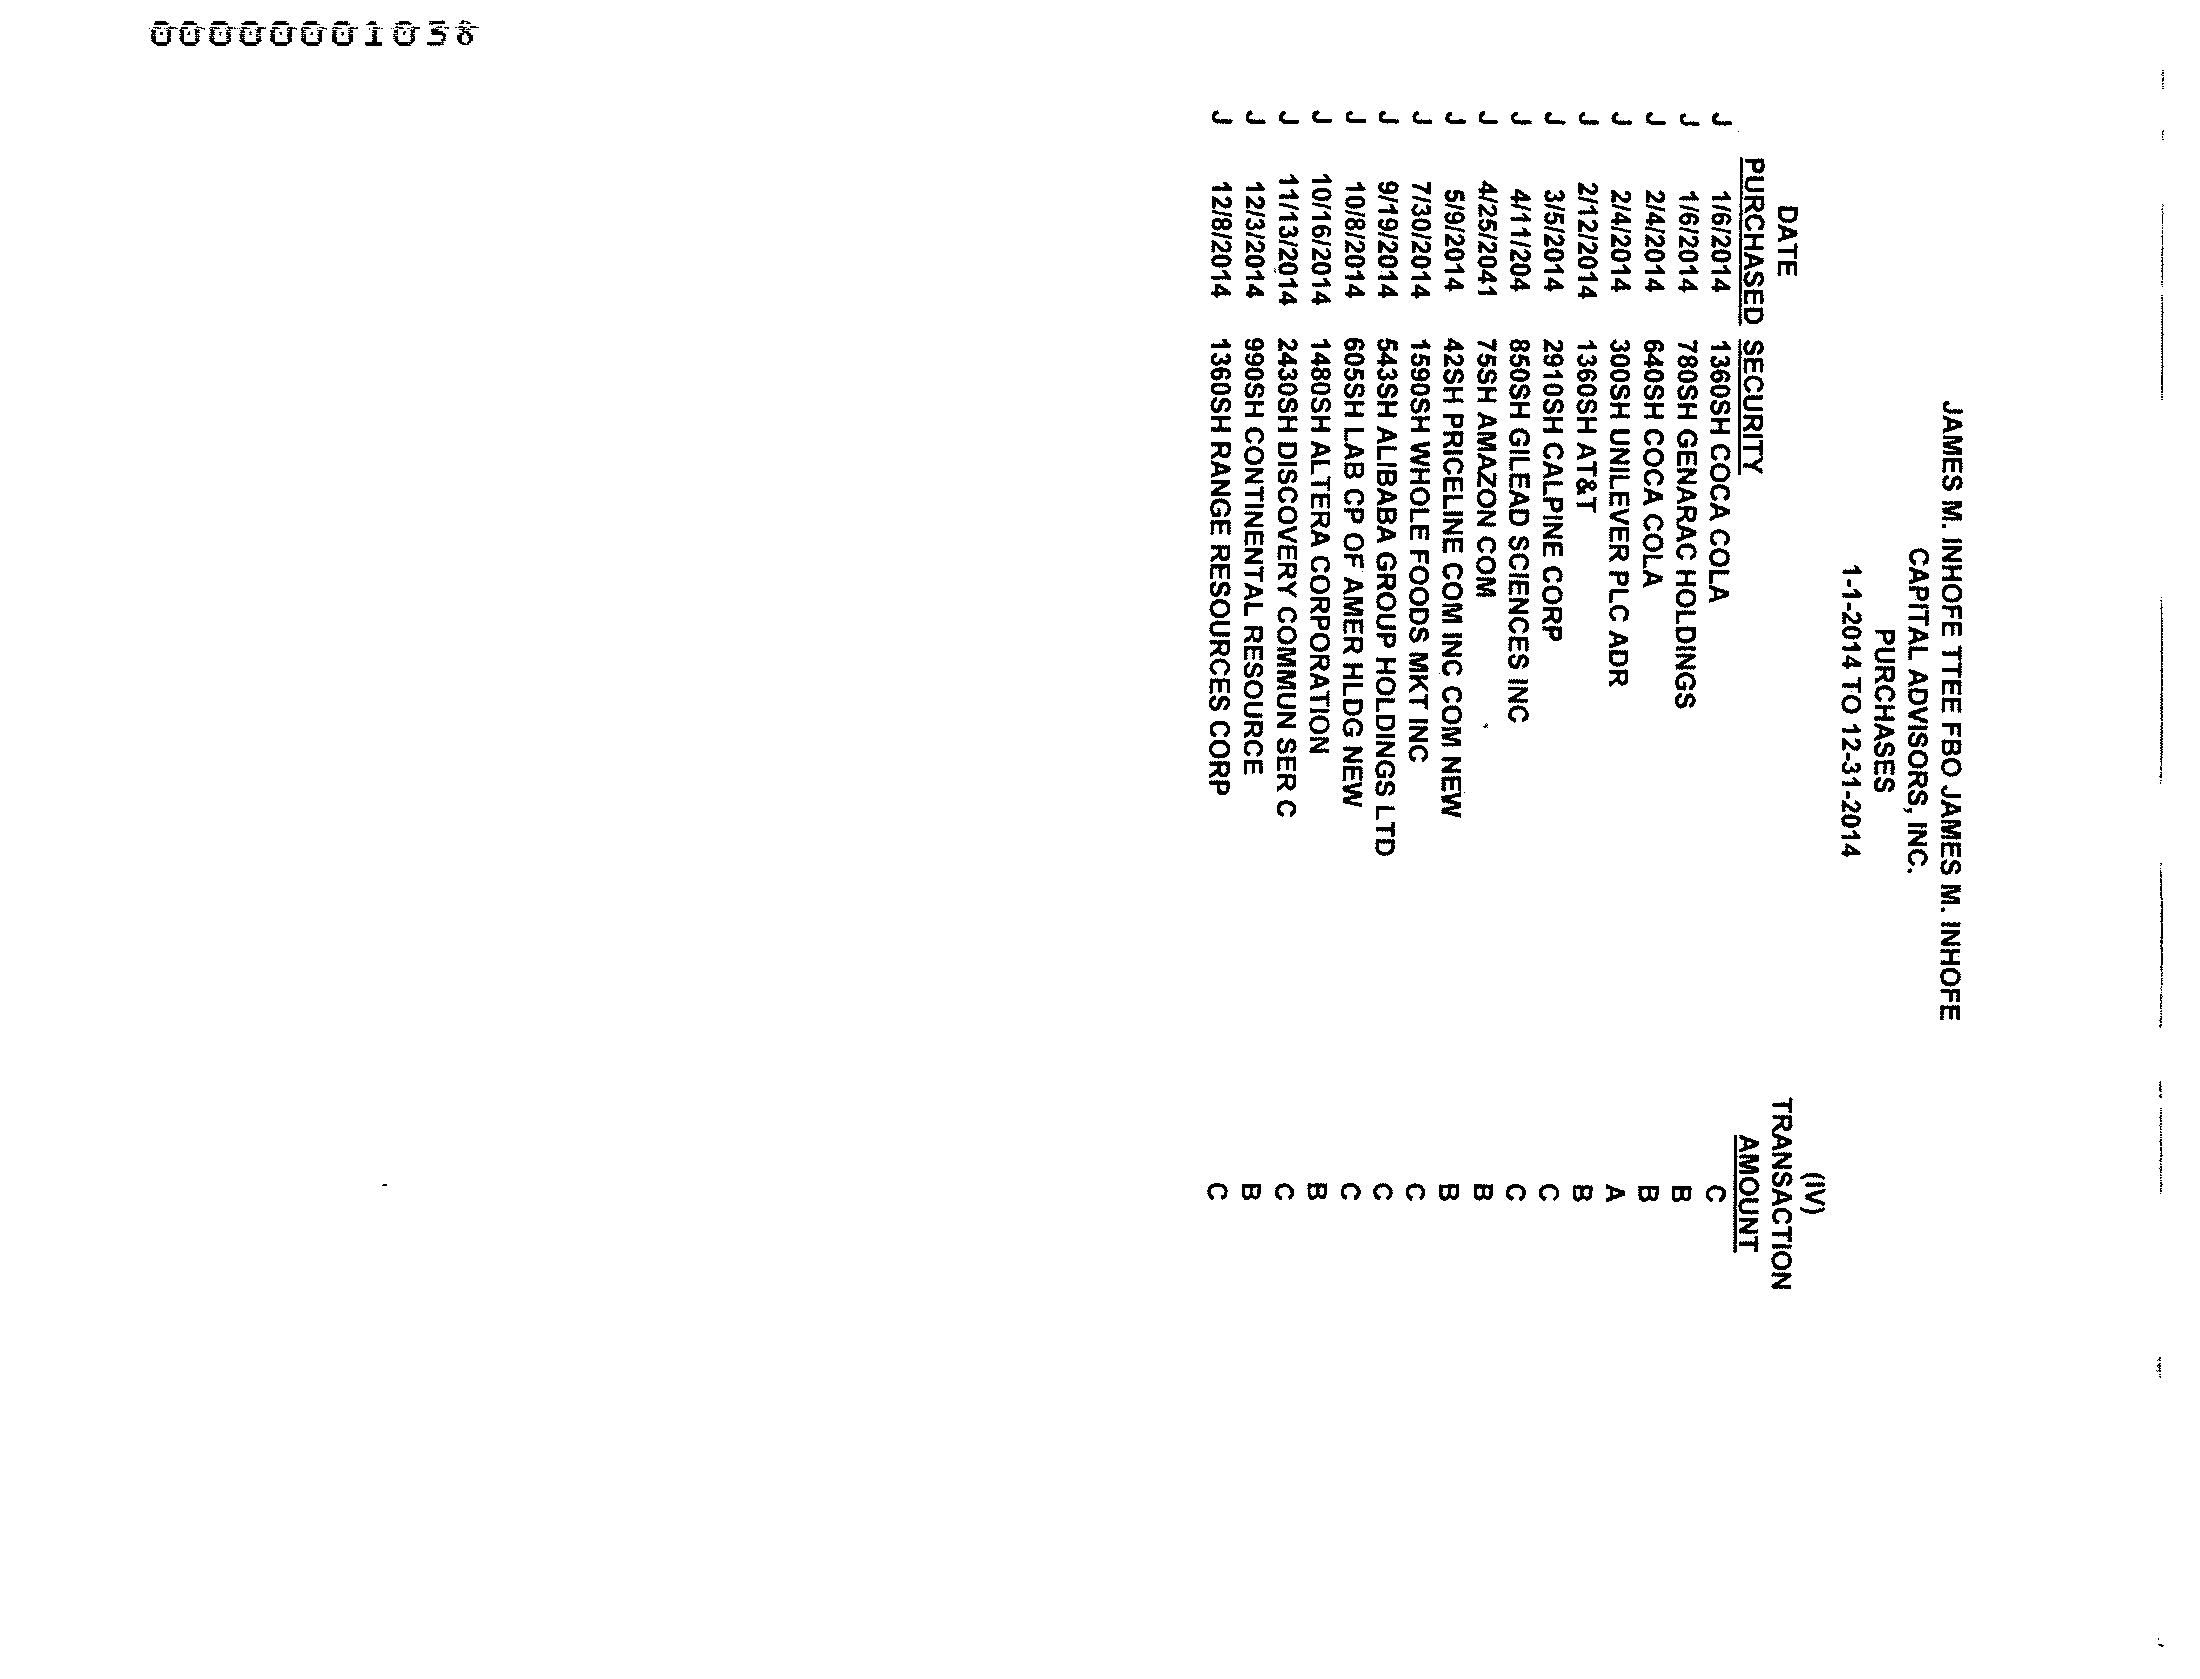 JAMES M. INHOFE TTEE FBO JAMES M. INHOFE
CAPITAL ADVISORS, INC.
PURCHASES
1-1-2014 TO 12-31-2014
(IV)
DATE TRANSACTION
PURCHASED SECURITY AMOUNT
J 1/6/2014 1360SH COCA COLA C
J 1/6/2014 780SH GENARAC HOLDINGS B
J 2/4/2014 640SH COCA COLA B
J 2/4/2014 300SH UNILEVER PLC ADR A
J 2/12/2014 1360SH AT&T B
J 3/5/2014 2910SH CALPINE CORP C
J 4/11/204 850SH GILEAD SCIENCES INC C
J 4/25/2041 75SH AMAZON COM B
J 5/9/2014 42SH PRICELINE COM INC COM NEW B
J 7/30/2014 1590SH WHOLE FOODS MKT INC C
J 9/19/2014 543SH ALIBABA GROUP HOLDINGS LTD C
J 10/8/2014 605SH LAB CP OF AMER HLDG NEW C
J 10/16/2014 1480SH ALTERA CORPORATION B
J 11/13/2014 2430SH DISCOVERY COMMUN SER C C
J 12/3/2014 990SH CONTINENTAL RESOURCE B
J 12/8/2014 1360SH RANGE RESOURCES CORP C
00000001058